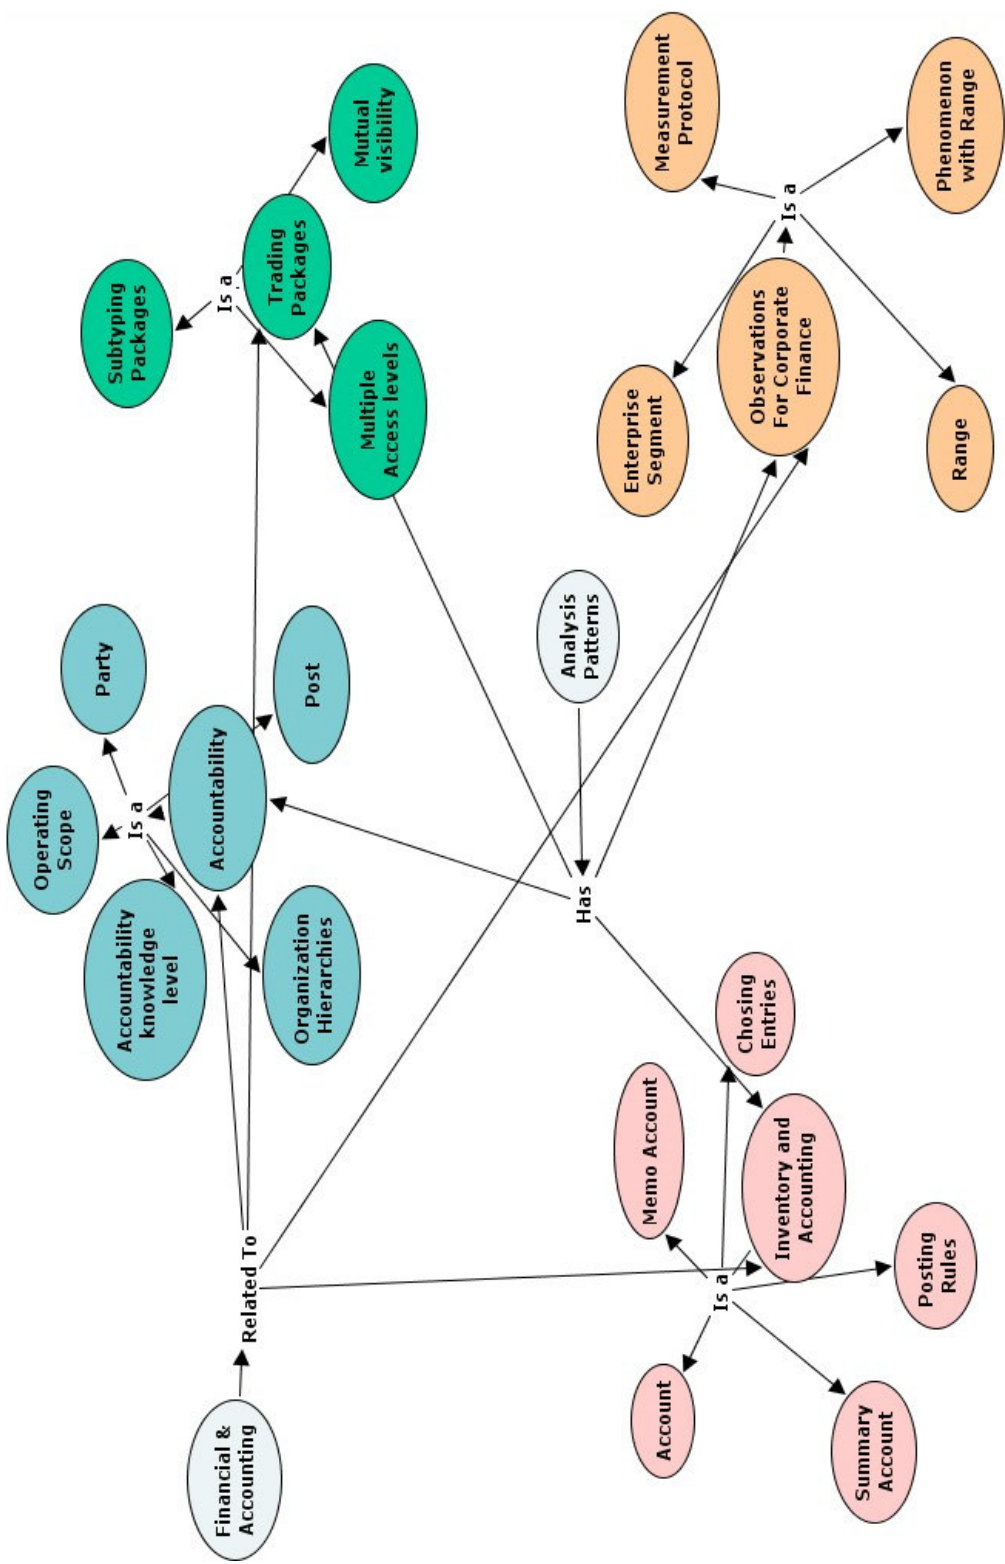 Operating
Scope
Party
Subtyping
Packages
Is a
Accountability
knowledge
level
Accountability
Is a
Financial &
Accounting
Related To
Trading
Packages
Organization
Hierarchies
Post
Multiple
Access levels
Mutual
visibility
Analysis
Patterns
Has
Enterprise
Segment
Memo Account
Account
Measurement
Protocol
Is a
Chosing
Entries
Inventory and
Accounting
Observations
For Corporate
Finance
Is a
Summary
Account
Posting
Rules
Range
Phenomenon
with Range